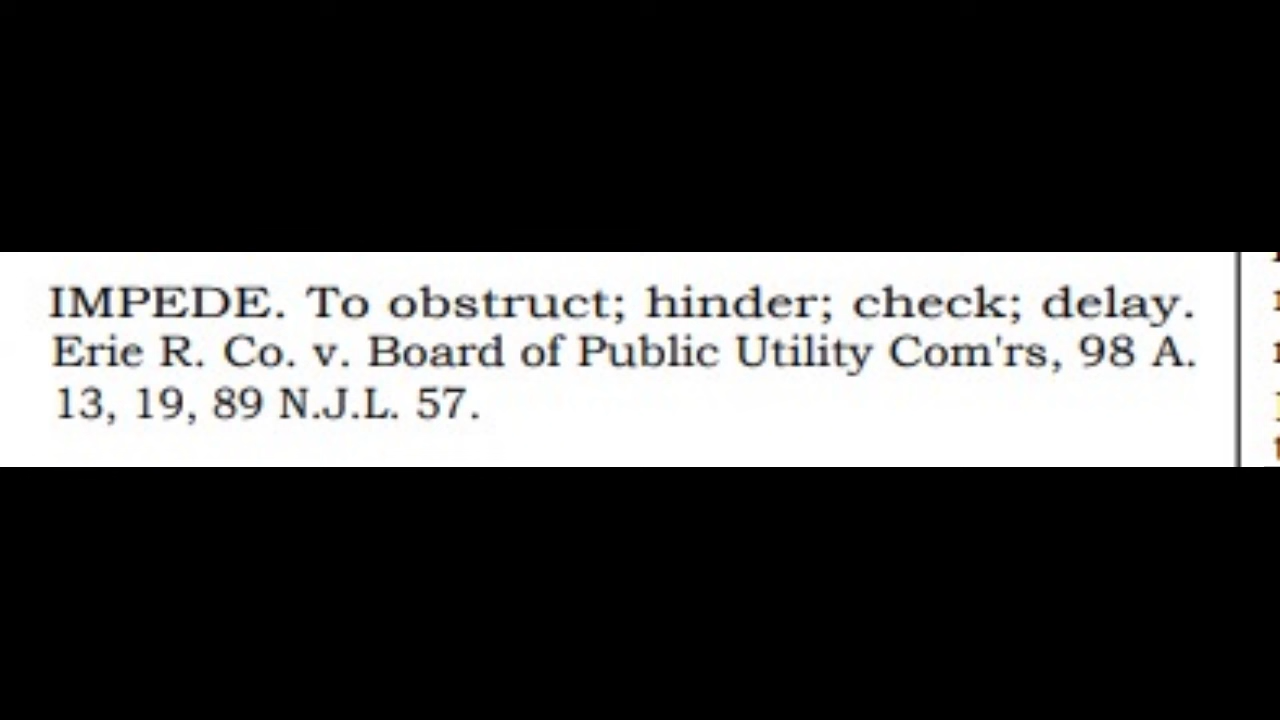 IMPEDE. To obstruct; hinder; check; delay.
Erie R. Co. v. Board of Public Utility Com'rs, 98 A.
13, 19, 89 N.J.L. 57.